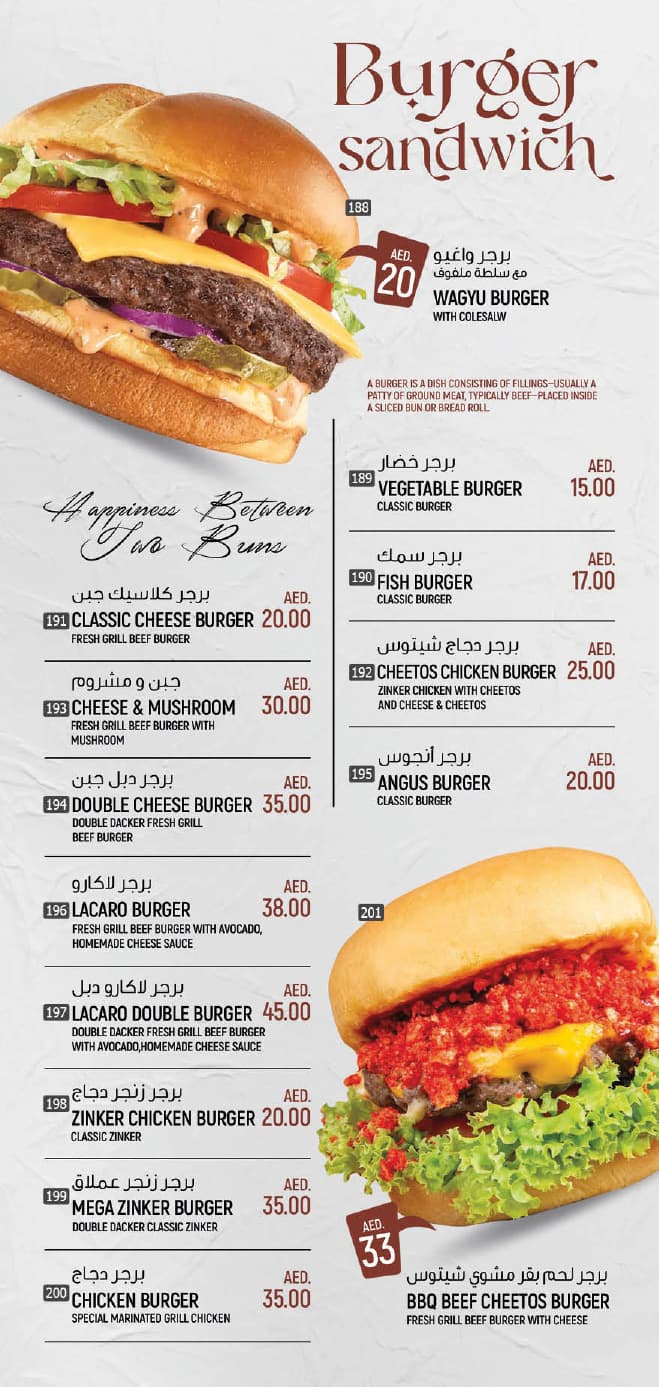 Burger
sandwich
188
AED.
20
برجر واغيو
مع سلطة ملفوف
WAGYU BURGER
WITH COLESALW
A BURGER IS A DISH CONSISTING OF FILLINGS—USUALLY A
PATTY OF GROUND MEAT, TYPICALLY BEEF—PLACED INSIDE
A SLICED BUN OR BREAD ROLL.
برجر خضار
AED.
189 VEGETABLE BURGER 15.00
CLASSIC BURGER
برجر سمك
AED.
190 FISH BURGER 17.00
CLASSIC BURGER
برجر دجاج شيتوس
AED.
192 CHEETOS CHICKEN BURGER 25.00
ZINKER CHICKEN WITH CHEETOS
AND CHEESE & CHEETOS
برجر أنجوس
AED.
195 ANGUS BURGER 20.00
CLASSIC BURGER
Happiness Between
Two Buns
برجر كلاسيك جبن
AED.
191 CLASSIC CHEESE BURGER 20.00
FRESH GRILL BEEF BURGER
جبن و مشروم
AED.
193 CHEESE & MUSHROOM 30.00
FRESH GRILL BEEF BURGER WITH
MUSHROOM
برجر دبل جبن
AED.
194 DOUBLE CHEESE BURGER 35.00
DOUBLE DACKER FRESH GRILL
BEEF BURGER
برجر لاكارو
AED.
196 LACARO BURGER 38.00
FRESH GRILL BEEF BURGER WITH AVOCADO,
HOMEMADE CHEESE SAUCE
برجر لاكارو دبل
AED.
197 LACARO DOUBLE BURGER 45.00
DOUBLE DACKER FRESH GRILL BEEF BURGER
WITH AVOCADO,HOMEMADE CHEESE SAUCE
برجر زنجر دجاج
AED.
198 ZINKER CHICKEN BURGER 20.00
CLASSIC ZINKER
برجر زنجر عملاق
AED.
199 MEGA ZINKER BURGER 35.00
DOUBLE DACKER CLASSIC ZINKER
برجر دجاج
AED.
200 CHICKEN BURGER 35.00
SPECIAL MARINATED GRILL CHICKEN
201
AED.
33
برجر لحم بقر مشوي شيتوس
BBQ BEEF CHEETOS BURGER
FRESH GRILL BEEF BURGER WITH CHEESE